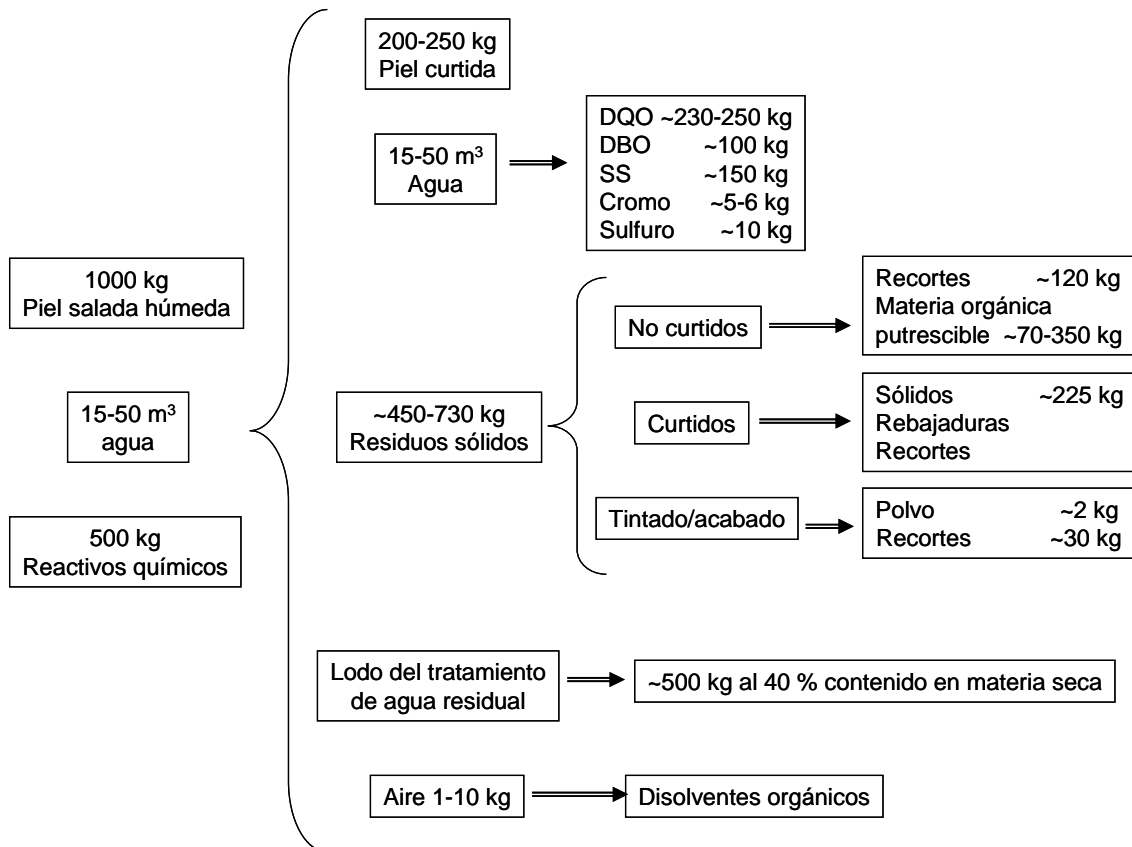 1000 kg
Piel salada húmeda
15-50 m³
agua
500 kg
Reactivos químicos
200-250 kg
Piel curtida
15-50 m³
Agua
DQO ~230-250 kg
DBO ~100 kg
SS ~150 kg
Cromo ~5-6 kg
Sulfuro ~10 kg
~450-730 kg
Residuos sólidos
No curtidos
Recortes ~120 kg
Materia orgánica
putrescible ~70-350 kg
Curtidos
Sólidos ~225 kg
Rebajaduras
Recortes
Tintado/acabado
Polvo ~2 kg
Recortes ~30 kg
Lodo del tratamiento
de agua residual
~500 kg al 40 % contenido en materia seca
Aire 1-10 kg
Disolventes orgánicos